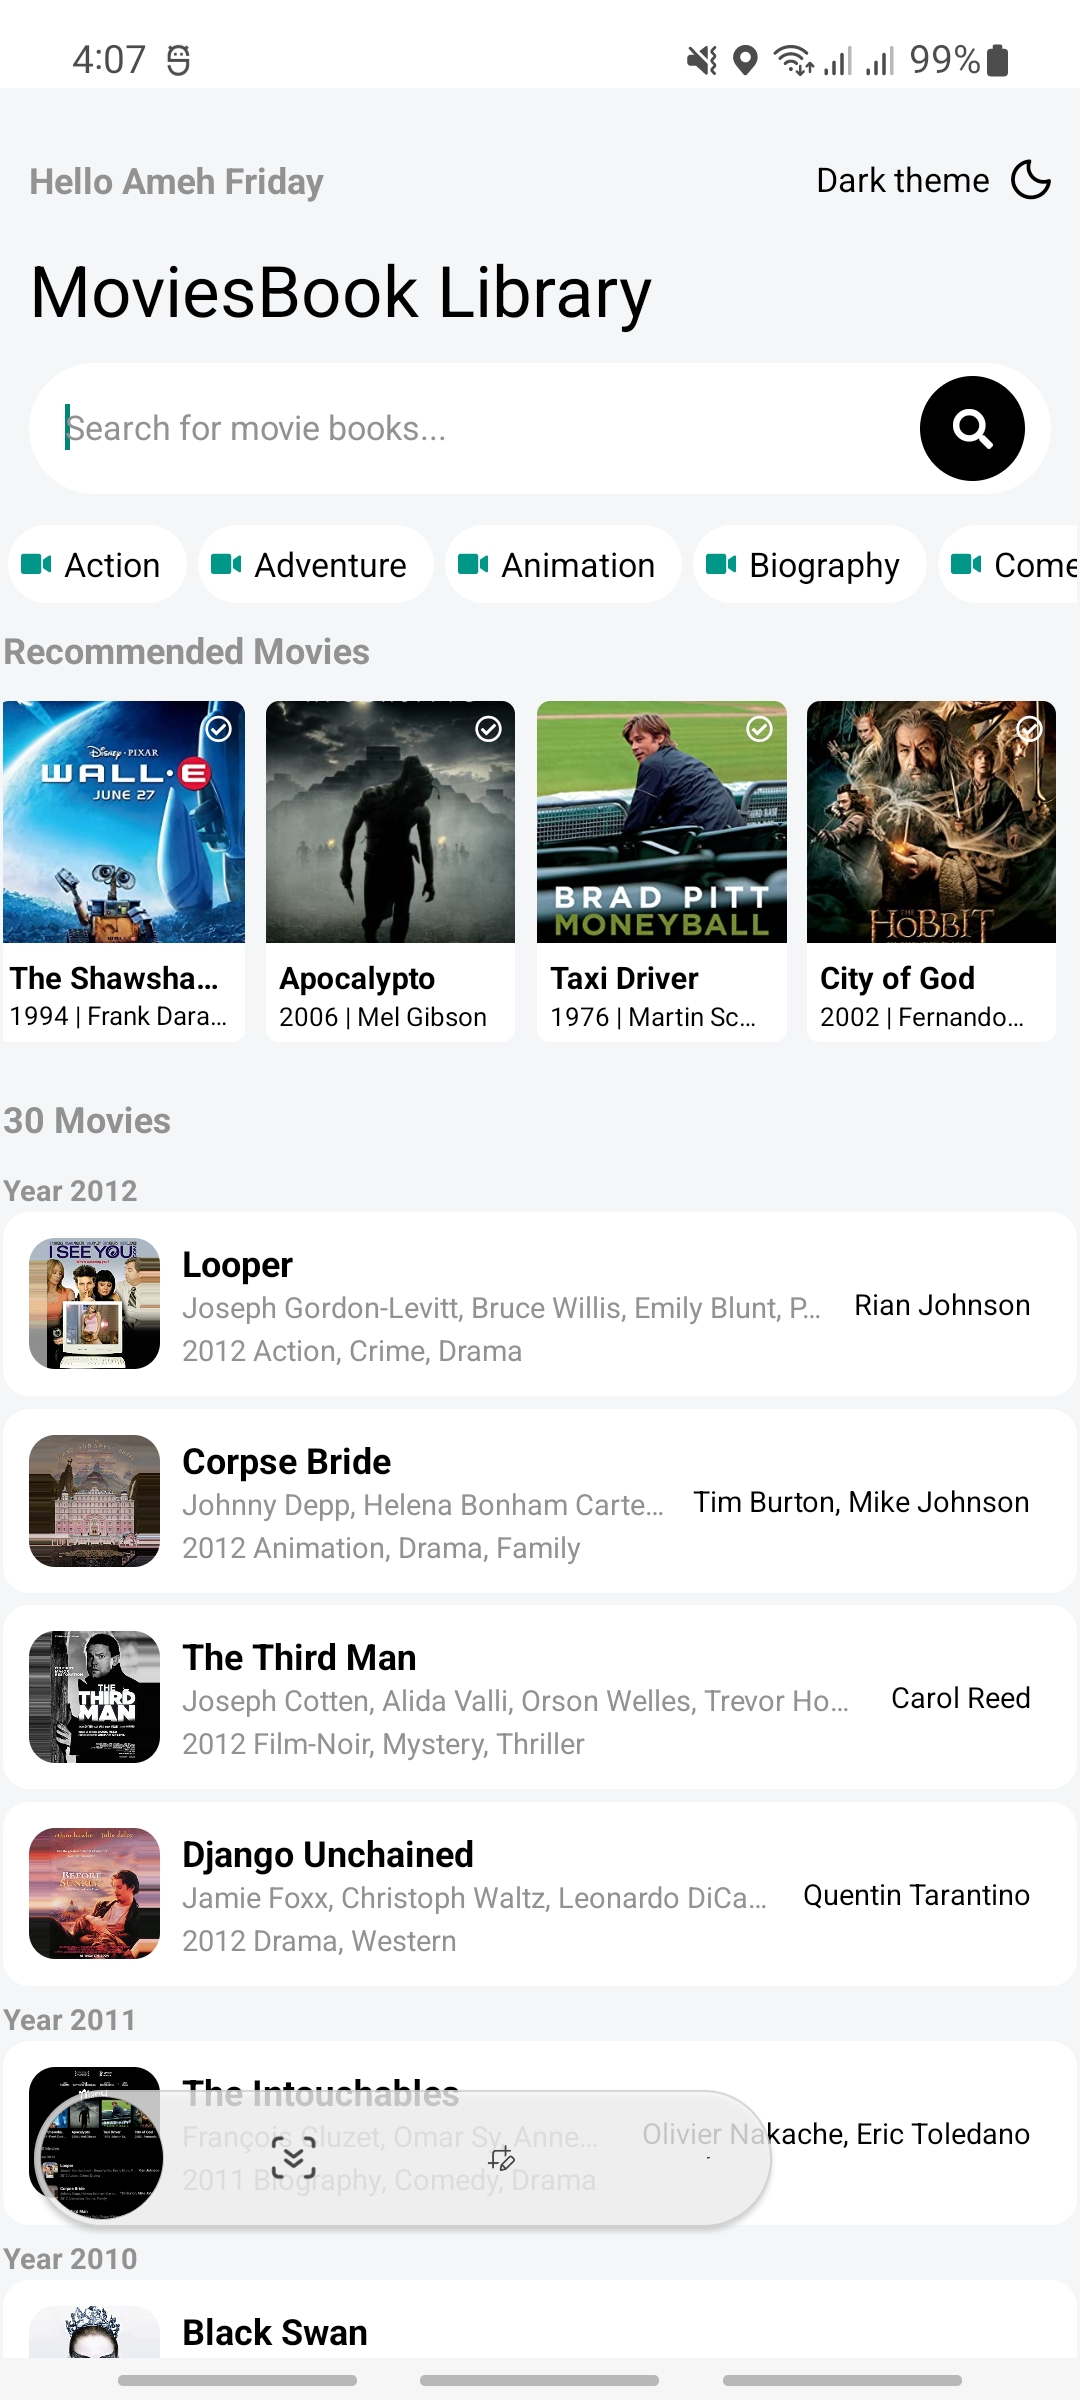 4:07
99%
Hello Ameh Friday
Dark theme
MoviesBook Library
Search for movie books...
Action
Adventure
Animation
Biography
Come
Recommended Movies
Disney · PIXAR
WALL·E
JUNE 27
BRAD PITT
MONEYBALL
THE
HOBBIT
The Shawsha...
1994 | Frank Dara...
Apocalypto
2006 | Mel Gibson
Taxi Driver
1976 | Martin Sc...
City of God
2002 | Fernando...
30 Movies
Year 2012
I SEE YOU
Looper
Joseph Gordon-Levitt, Bruce Willis, Emily Blunt, P...
2012 Action, Crime, Drama
Rian Johnson
Corpse Bride
Johnny Depp, Helena Bonham Carte...
2012 Animation, Drama, Family
Tim Burton, Mike Johnson
THE
THIRD
MAN
The Third Man
Joseph Cotten, Alida Valli, Orson Welles, Trevor Ho...
2012 Film-Noir, Mystery, Thriller
Carol Reed
BEFORE
SUNRISE
Django Unchained
Jamie Foxx, Christoph Waltz, Leonardo DiCa...
2012 Drama, Western
Quentin Tarantino
Year 2011
The Intouchables
François Cluzet, Omar Sy, Anne...
2011 Biography, Comedy, Drama
Olivier Nakache, Eric Toledano
Year 2010
Black Swan